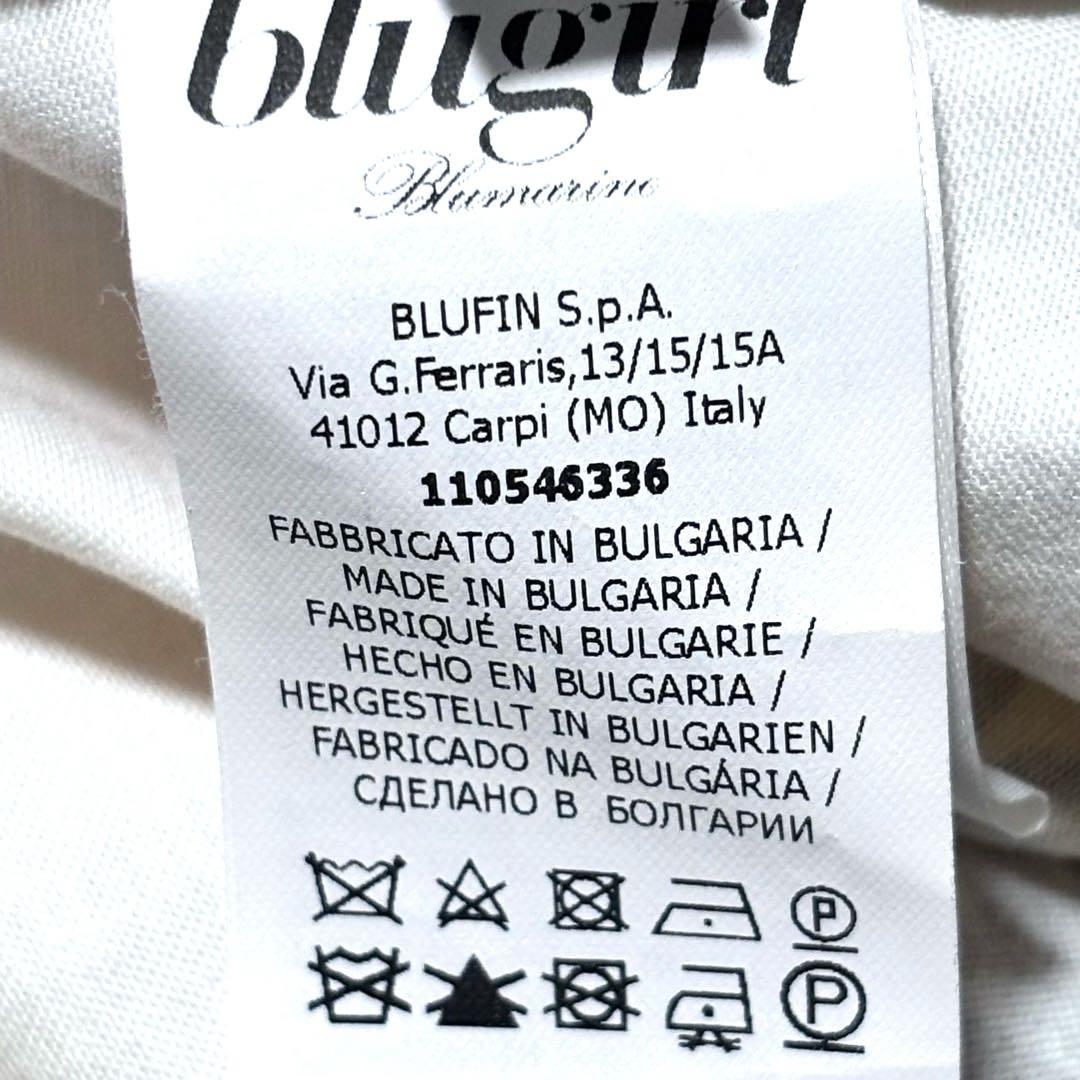 blugirl
Blumarine
BLUFIN S.p.A.
Via G.Ferraris,13/15/15A
41012 Carpi (MO) Italy
110546336
FABBRICATO IN BULGARIA /
MADE IN BULGARIA /
FABRIQUÉ EN BULGARIE /
HECHO EN BULGARIA /
HERGESTELLT IN BULGARIEN /
FABRICADO NA BULGÁRIA /
СДЕЛАНО В БОЛГАРИИ
P
P